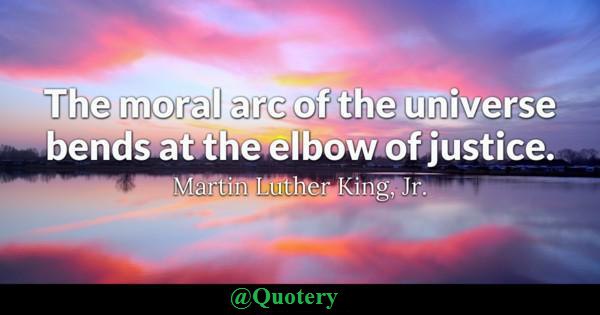 The moral arc of the universe
bends at the elbow of justice.
Martin Luther King, Jr.
@Quotery